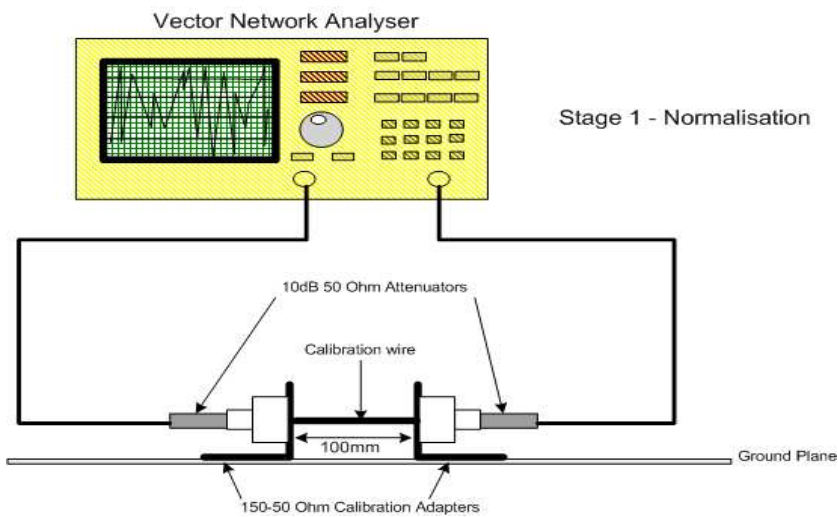 Vector Network Analyser
Stage 1 - Normalisation
10dB 50 Ohm Attenuators
Calibration wire
100mm
Ground Plane
150-50 Ohm Calibration Adapters